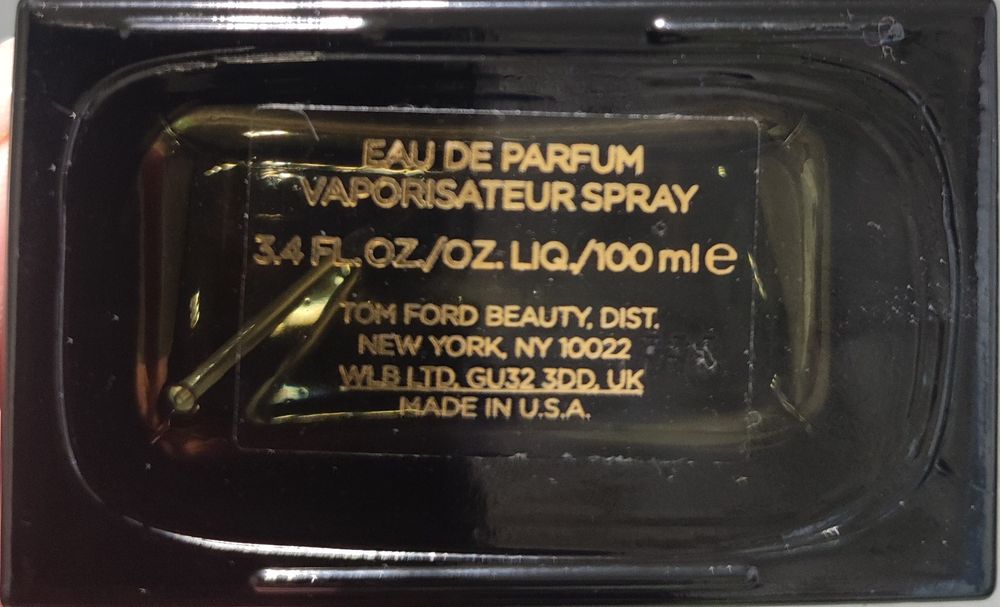 EAU DE PARFUM
VAPORISATEUR SPRAY
3.4 FL. OZ./OZ. LIQ./100 ml e
TOM FORD BEAUTY, DIST.
NEW YORK, NY 10022
WLB LTD, GU32 3DD, UK
MADE IN U.S.A.